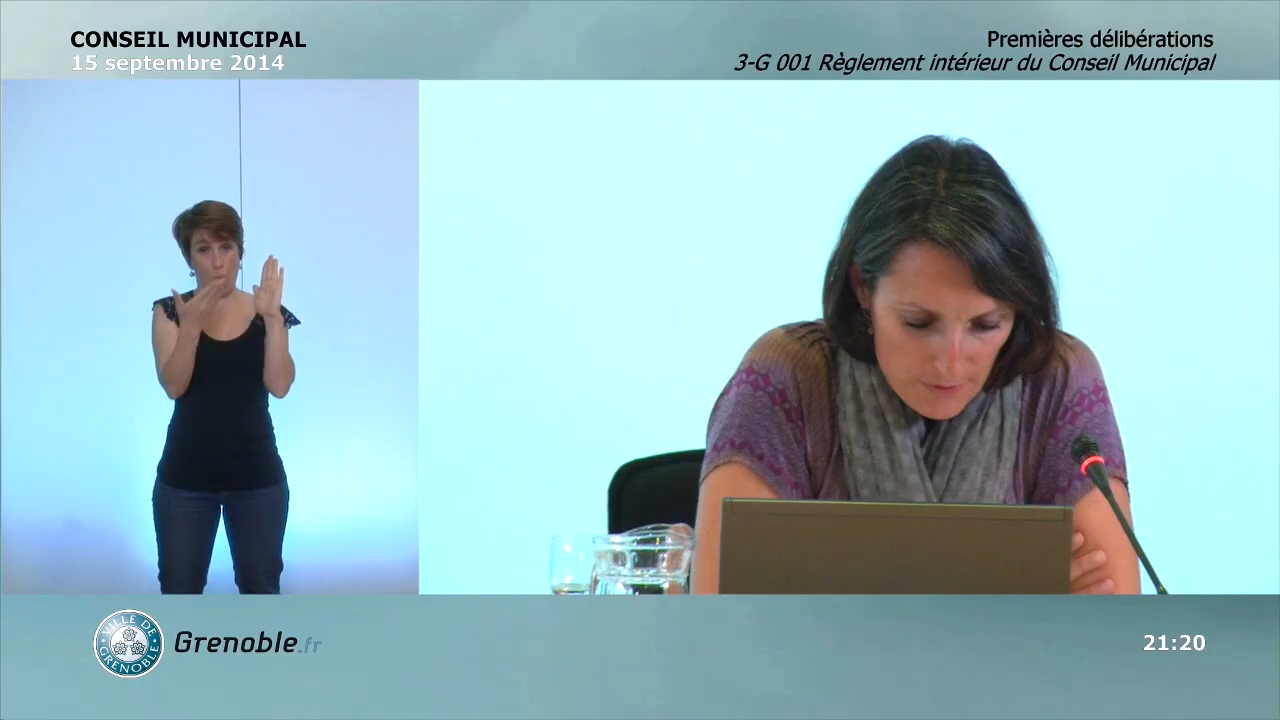 CONSEIL MUNICIPAL
15 septembre 2014
Premières délibérations
3-G 001 Règlement intérieur du Conseil Municipal
VILLE DE
GRENOBLE
Grenoble.fr
21:20